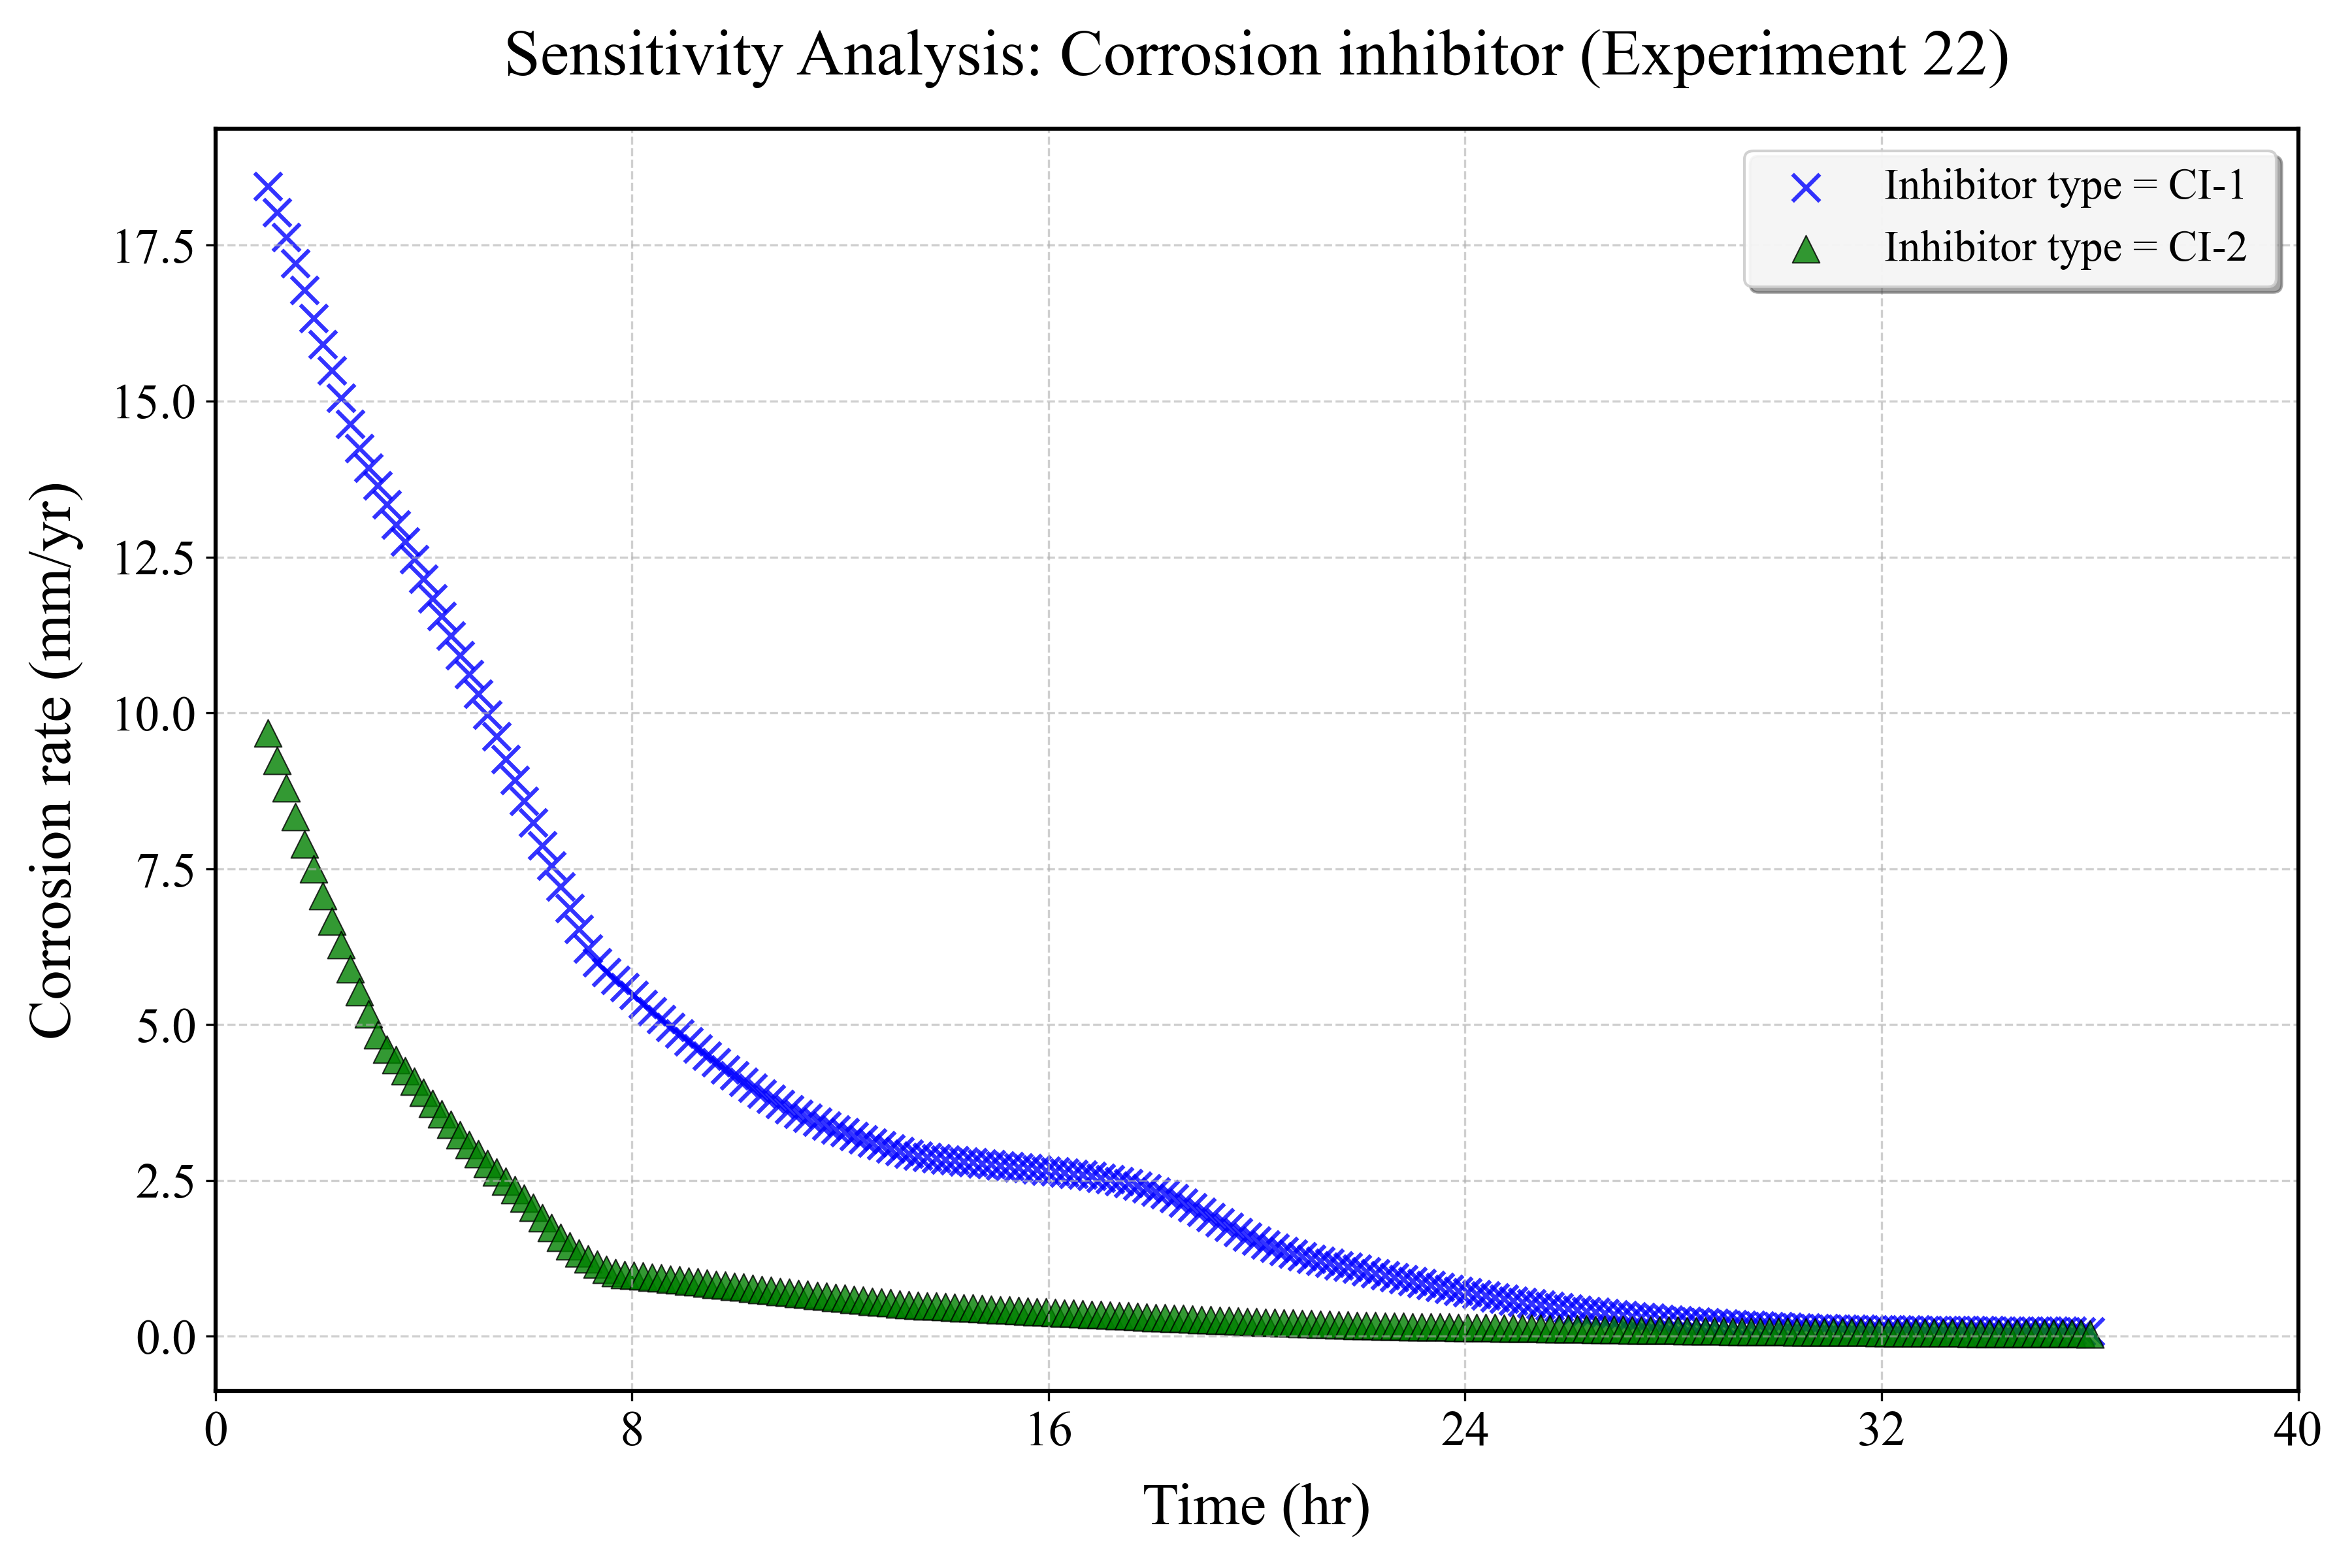 Sensitivity Analysis: Corrosion inhibitor (Experiment 22)
Inhibitor type = CI-1
Inhibitor type = CI-2
Corrosion rate (mm/yr)
17.5
15.0
12.5
10.0
7.5
5.0
2.5
0.0
0 8 16 24 32 40
Time (hr)